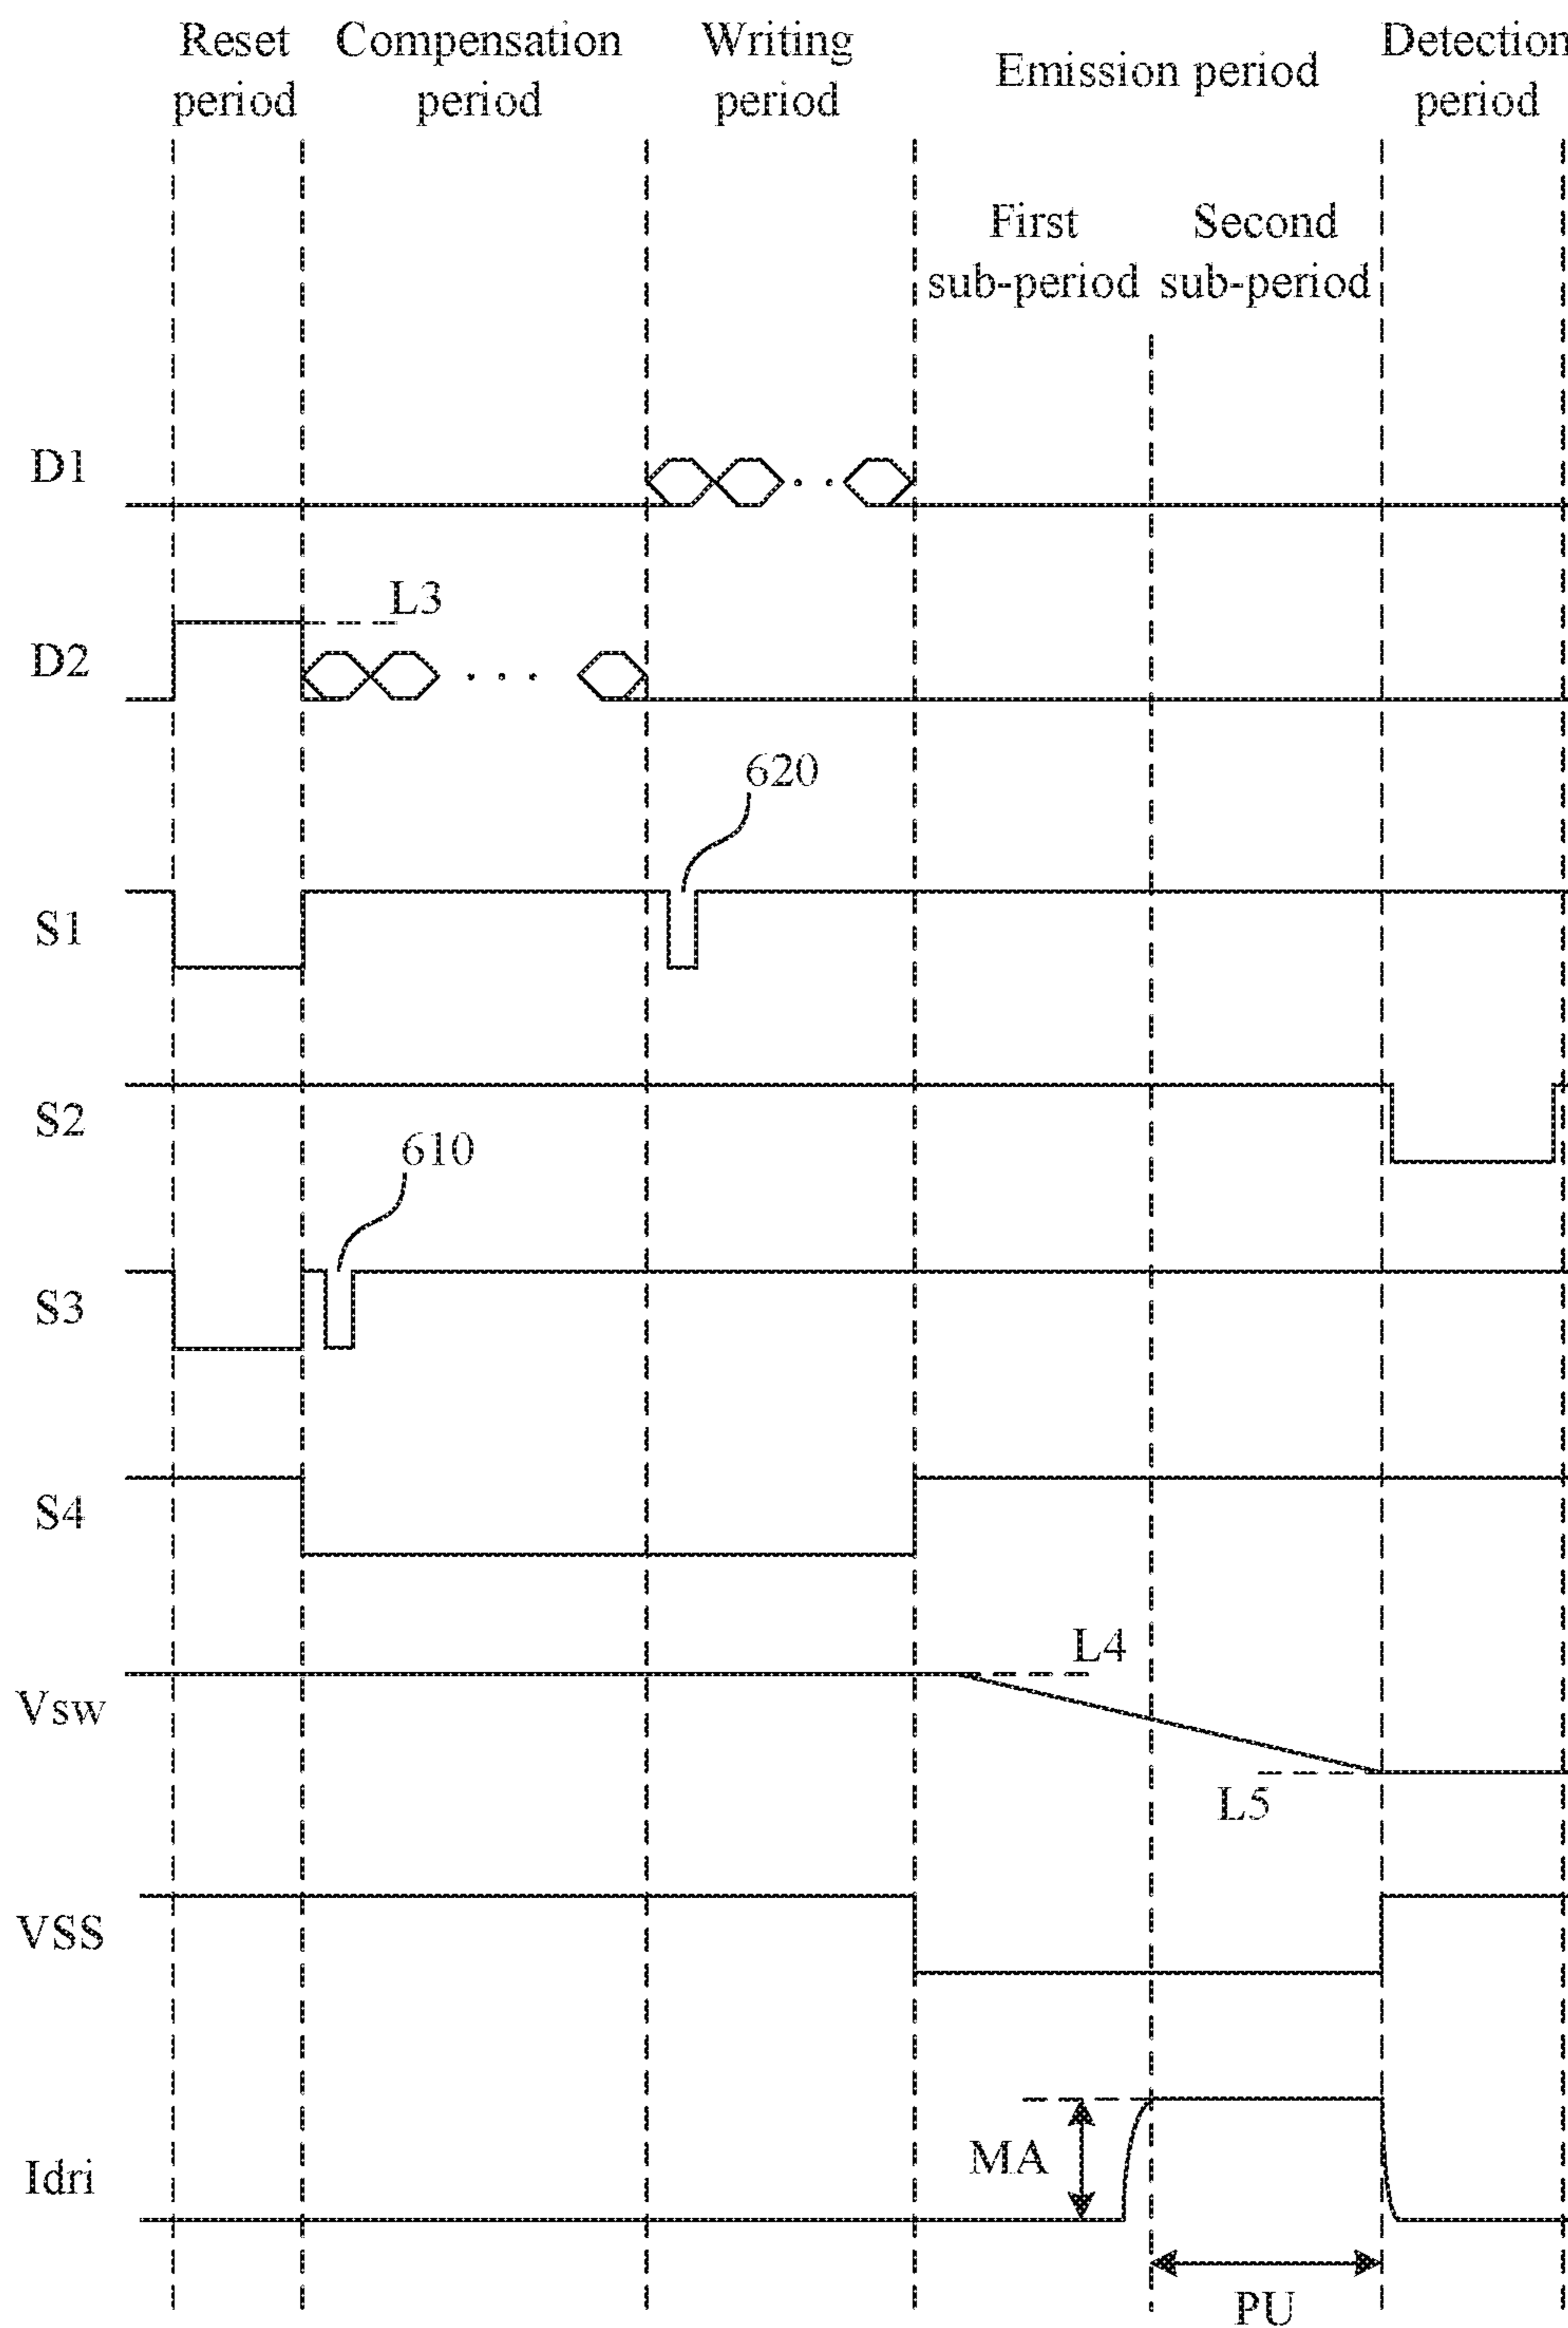 Reset
period
Compensation
period
Writing
period
Emission period
Detection
period
First
sub-period
Second
sub-period
D1
L3
D2
620
S1
S2
610
S3
S4
L4
Vsw
L5
VSS
MA
Idri
PU